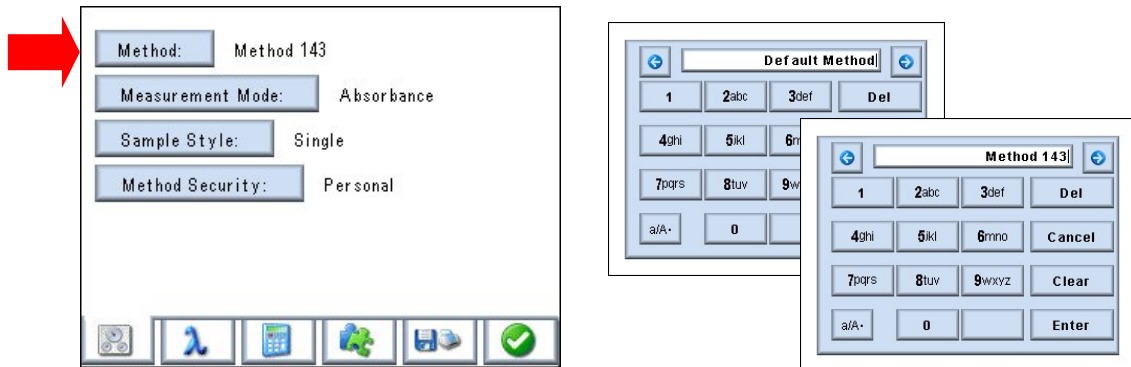 Method: Method 143
Measurement Mode: Absorbance
Sample Style: Single
Method Security: Personal
λ
Default Method
1 2abc 3def Del
4ghi 5jkl
7pqrs 8tuv
a/A· 0
Method 143
1 2abc 3def Del
4ghi 5jkl 6mno Cancel
7pqrs 8tuv 9wxyz Clear
a/A· 0 Enter